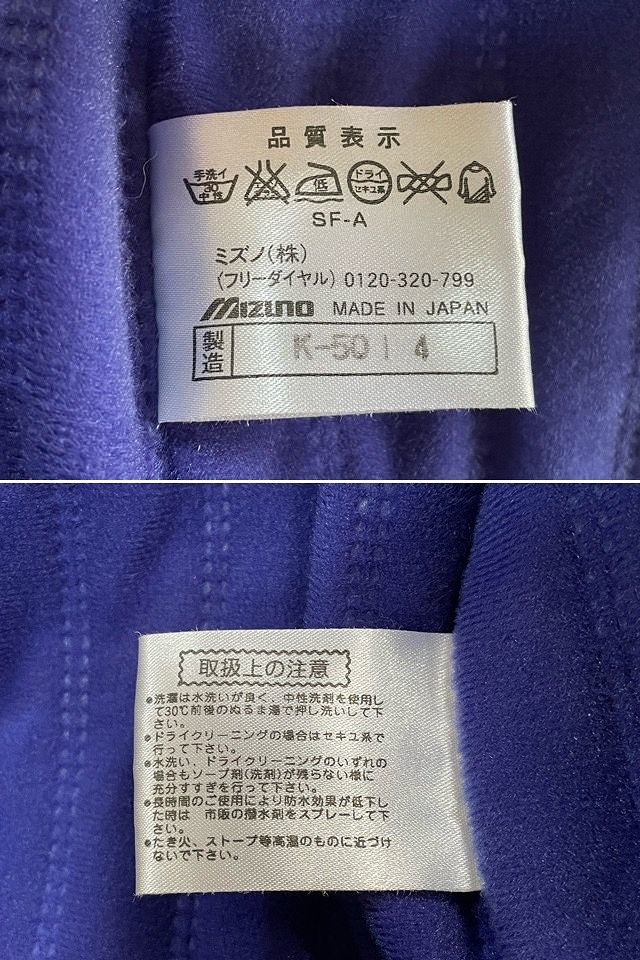 品質表示
手洗イ
30
中性
低
ドライ
セキユ系
SF-A
ミズノ(株)
(フリーダイヤル) 0120-320-799
Mizuno MADE IN JAPAN
製造 K-50| 4
取扱上の注意
●洗濯は水洗いが良く、中性洗剤を使用し
て30℃前後のぬるま湯で押し洗いして下
さい。
●ドライクリーニングの場合はセキユ系で
行って下さい。
●水洗い、ドライクリーニングのいずれの
場合もソープ剤(洗剤)が残らない様に
充分すすぎを行って下さい。
●長時間のご使用により防水効果が低下し
た時は 市販の撥水剤をスプレーして下
さい。
●たき火、ストーブ等高温のものに近づけ
ないで下さい。